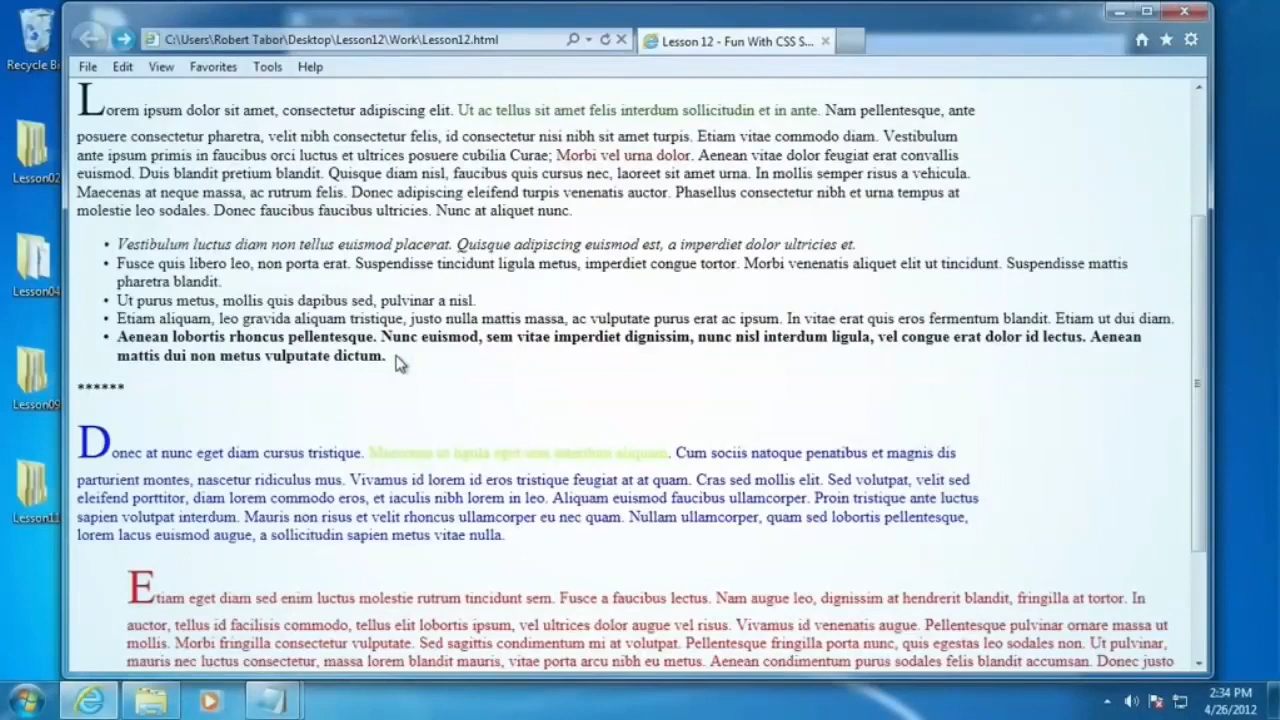 C:\Users\Robert Tabor\Desktop\Lesson12\Work\Lesson12.html
Lesson 12 - Fun With CSS S...
Recycle Bi
File Edit View Favorites Tools Help
Lorem ipsum dolor sit amet, consectetur adipiscing elit. Ut ac tellus sit amet felis interdum sollicitudin et in ante. Nam pellentesque, ante
posuere consectetur pharetra, velit nibh consectetur felis, id consectetur nisi nibh sit amet turpis. Etiam vitae commodo diam. Vestibulum
ante ipsum primis in faucibus orci luctus et ultrices posuere cubilia Curae; Morbi vel urna dolor. Aenean vitae dolor feugiat erat convallis
euismod. Duis blandit pretium blandit. Quisque diam nisl, faucibus quis cursus nec, laoreet sit amet urna. In mollis semper risus a vehicula.
Maecenas at neque massa, ac rutrum felis. Donec adipiscing eleifend turpis venenatis auctor. Phasellus consectetur nibh et urna tempus at
molestie leo sodales. Donec faucibus faucibus ultricies. Nunc at aliquet nunc.
• Vestibulum luctus diam non tellus euismod placerat. Quisque adipiscing euismod est, a imperdiet dolor ultricies et.
• Fusce quis libero leo, non porta erat. Suspendisse tincidunt ligula metus, imperdiet congue tortor. Morbi venenatis aliquet elit ut tincidunt. Suspendisse mattis
pharetra blandit.
• Ut purus metus, mollis quis dapibus sed, pulvinar a nisl.
• Etiam aliquam, leo gravida aliquam tristique, justo nulla mattis massa, ac vulputate purus erat ac ipsum. In vitae erat quis eros fermentum blandit. Etiam ut dui diam.
• Aenean lobortis rhoncus pellentesque. Nunc euismod, sem vitae imperdiet dignissim, nunc nisl interdum ligula, vel congue erat dolor id lectus. Aenean
mattis dui non metus vulputate dictum.
******
Donec at nunc eget diam cursus tristique. Maecenas ut ligula eget sem interdum aliquam. Cum sociis natoque penatibus et magnis dis
parturient montes, nascetur ridiculus mus. Vivamus id lorem id eros tristique feugiat at at quam. Cras sed mollis elit. Sed volutpat, velit sed
eleifend porttitor, diam lorem commodo eros, et iaculis nibh lorem in leo. Aliquam euismod faucibus ullamcorper. Proin tristique ante luctus
sapien volutpat interdum. Mauris non risus et velit rhoncus ullamcorper eu nec quam. Nullam ullamcorper, quam sed lobortis pellentesque,
lorem lacus euismod augue, a sollicitudin sapien metus vitae nulla.
Etiam eget diam sed enim luctus molestie rutrum tincidunt sem. Fusce a faucibus lectus. Nam augue leo, dignissim at hendrerit blandit, fringilla at tortor. In
auctor, tellus id facilisis commodo, tellus elit lobortis ipsum, vel ultrices dolor augue vel risus. Vivamus id venenatis augue. Pellentesque pulvinar ornare massa ut
mollis. Morbi fringilla consectetur vulputate. Sed sagittis condimentum mi at volutpat. Pellentesque fringilla porta nunc, quis egestas leo sodales non. Ut pulvinar,
mauris nec luctus consectetur, massa lorem blandit mauris, vitae porta arcu nibh eu metus. Aenean condimentum purus sodales felis blandit accumsan. Donec justo
Lesson02
Lesson04
Lesson09
Lesson11
2:34 PM
4/26/2012